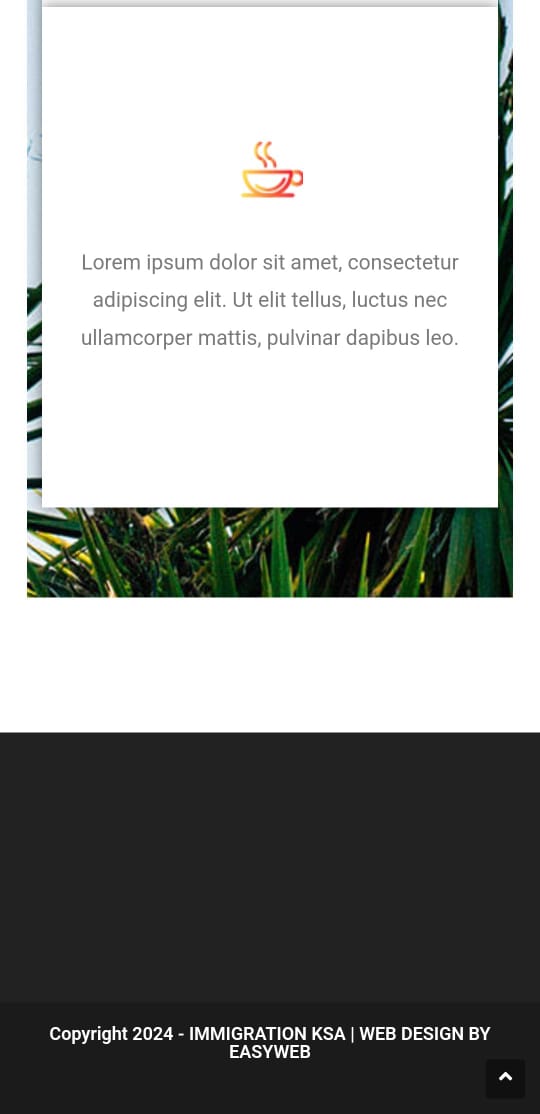 Lorem ipsum dolor sit amet, consectetur
adipiscing elit. Ut elit tellus, luctus nec
ullamcorper mattis, pulvinar dapibus leo.
Copyright 2024 - IMMIGRATION KSA | WEB DESIGN BY
EASYWEB